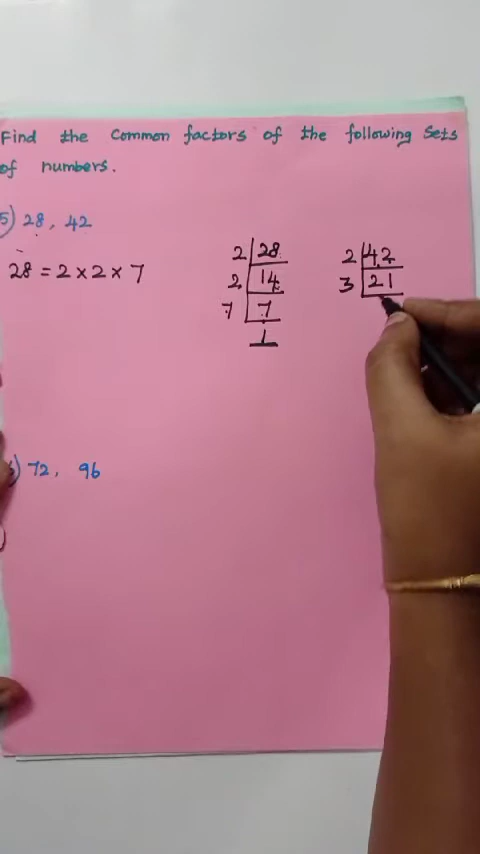 Find the Common factors of the following Sets
of numbers.
5) 28, 42
28 = 2 × 2 × 7
2 28
2 14
7 7
1
2 42
3 21
) 72, 96